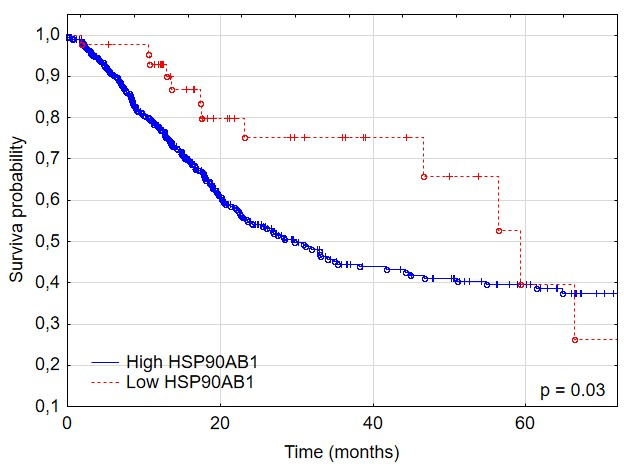 Surviva probability
1,0
0,9
0,8
0,7
0,6
0,5
0,4
0,3
0,2
0,1
High HSP90AB1
Low HSP90AB1
p = 0.03
0 20 40 60
Time (months)